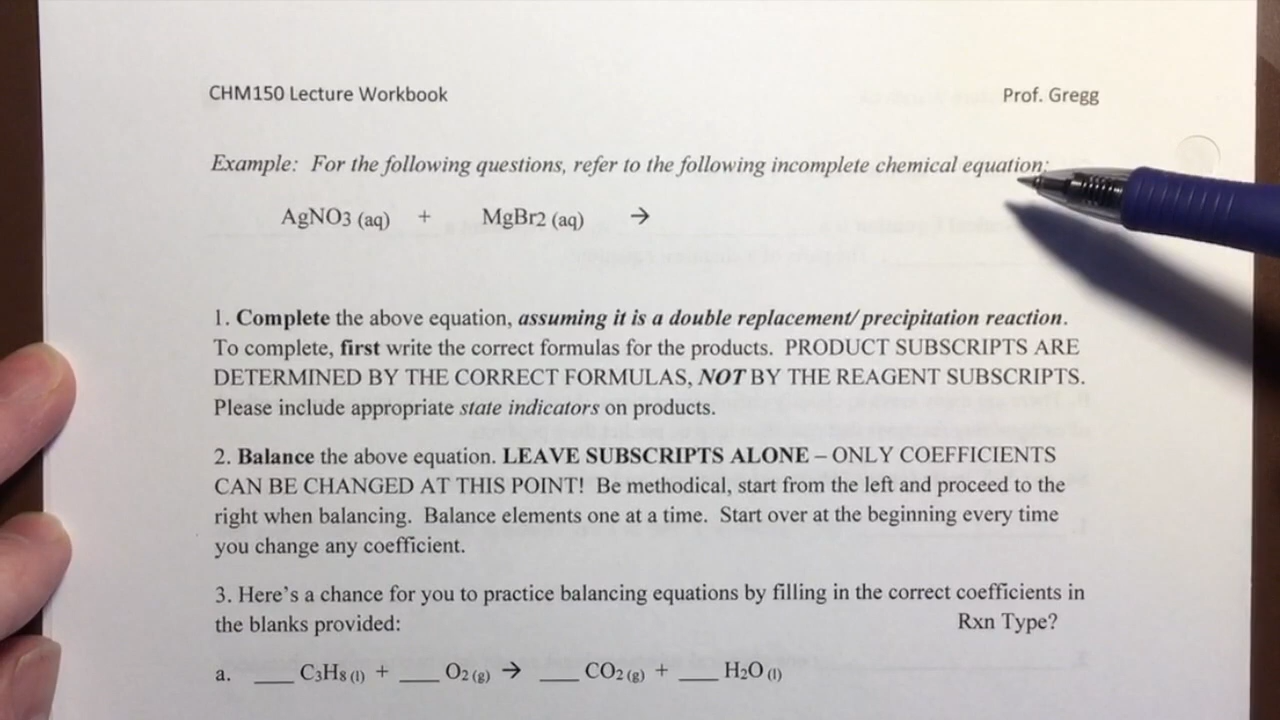 CHM150 Lecture Workbook Prof. Gregg
Example: For the following questions, refer to the following incomplete chemical equation:
AgNO3 (aq) + MgBr2 (aq) →
1. Complete the above equation, assuming it is a double replacement/ precipitation reaction.
To complete, first write the correct formulas for the products. PRODUCT SUBSCRIPTS ARE
DETERMINED BY THE CORRECT FORMULAS, NOT BY THE REAGENT SUBSCRIPTS.
Please include appropriate state indicators on products.
2. Balance the above equation. LEAVE SUBSCRIPTS ALONE – ONLY COEFFICIENTS
CAN BE CHANGED AT THIS POINT! Be methodical, start from the left and proceed to the
right when balancing. Balance elements one at a time. Start over at the beginning every time
you change any coefficient.
3. Here's a chance for you to practice balancing equations by filling in the correct coefficients in
the blanks provided: Rxn Type?
a. ___ C3H8 (l) + ___ O2 (g) → ___ CO2 (g) + ___ H2O (l)